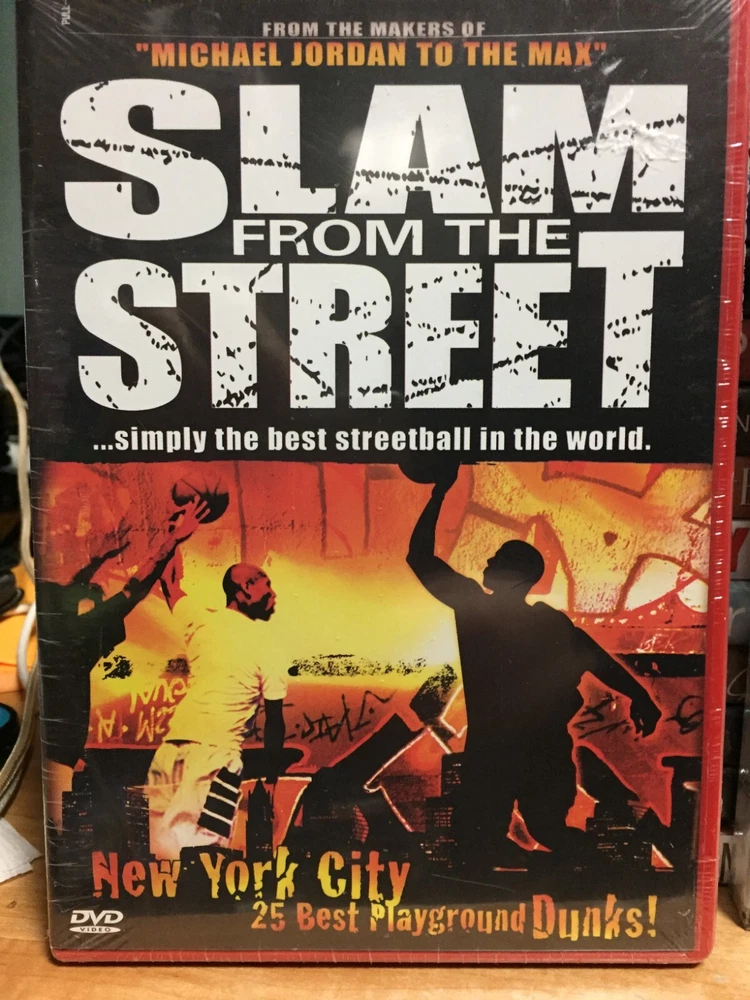 PULL
FROM THE MAKERS OF
"MICHAEL JORDAN TO THE MAX"
SLAM
FROM THE
STREET
...simply the best streetball in the world.
New York City
25 Best Playground Dunks!
DVD
VIDEO